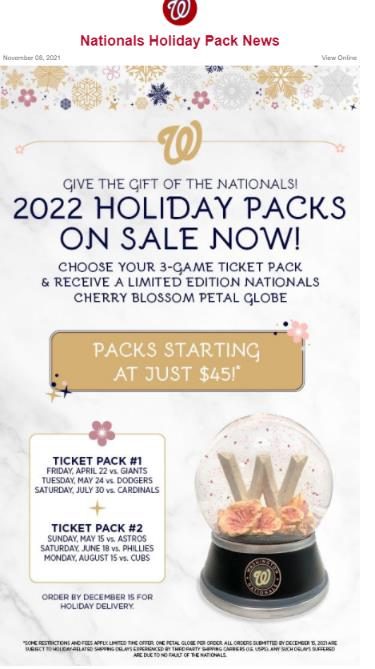 W
Nationals Holiday Pack News
November 08, 2021 View Online
W
GIVE THE GIFT OF THE NATIONALS!
2022 HOLIDAY PACKS
ON SALE NOW!
CHOOSE YOUR 3-GAME TICKET PACK
& RECEIVE A LIMITED EDITION NATIONALS
CHERRY BLOSSOM PETAL GLOBE
PACKS STARTING
AT JUST $45!*
TICKET PACK #1
FRIDAY, APRIL 22 vs. GIANTS
TUESDAY, MAY 24 vs. DODGERS
SATURDAY, JULY 30 vs. CARDINALS
TICKET PACK #2
SUNDAY, MAY 15 vs. ASTROS
SATURDAY, JUNE 18 vs. PHILLIES
MONDAY, AUGUST 15 vs. CUBS
W
WASHINGTON
W
NATIONALS
ORDER BY DECEMBER 15 FOR
HOLIDAY DELIVERY.
*SOME RESTRICTIONS AND FEES APPLY. LIMITED TIME OFFER. ONE PETAL GLOBE PER ORDER. ALL ORDERS SUBMITTED BY DECEMBER 15, 2021 ARE
SUBJECT TO HOLIDAY-RELATED SHIPPING DELAYS EXPERIENCED BY THIRD PARTY SHIPPING CARRIERS (I.E. USPS). ANY SUCH DELAYS SUFFERED
ARE DUE TO NO FAULT OF THE NATIONALS.